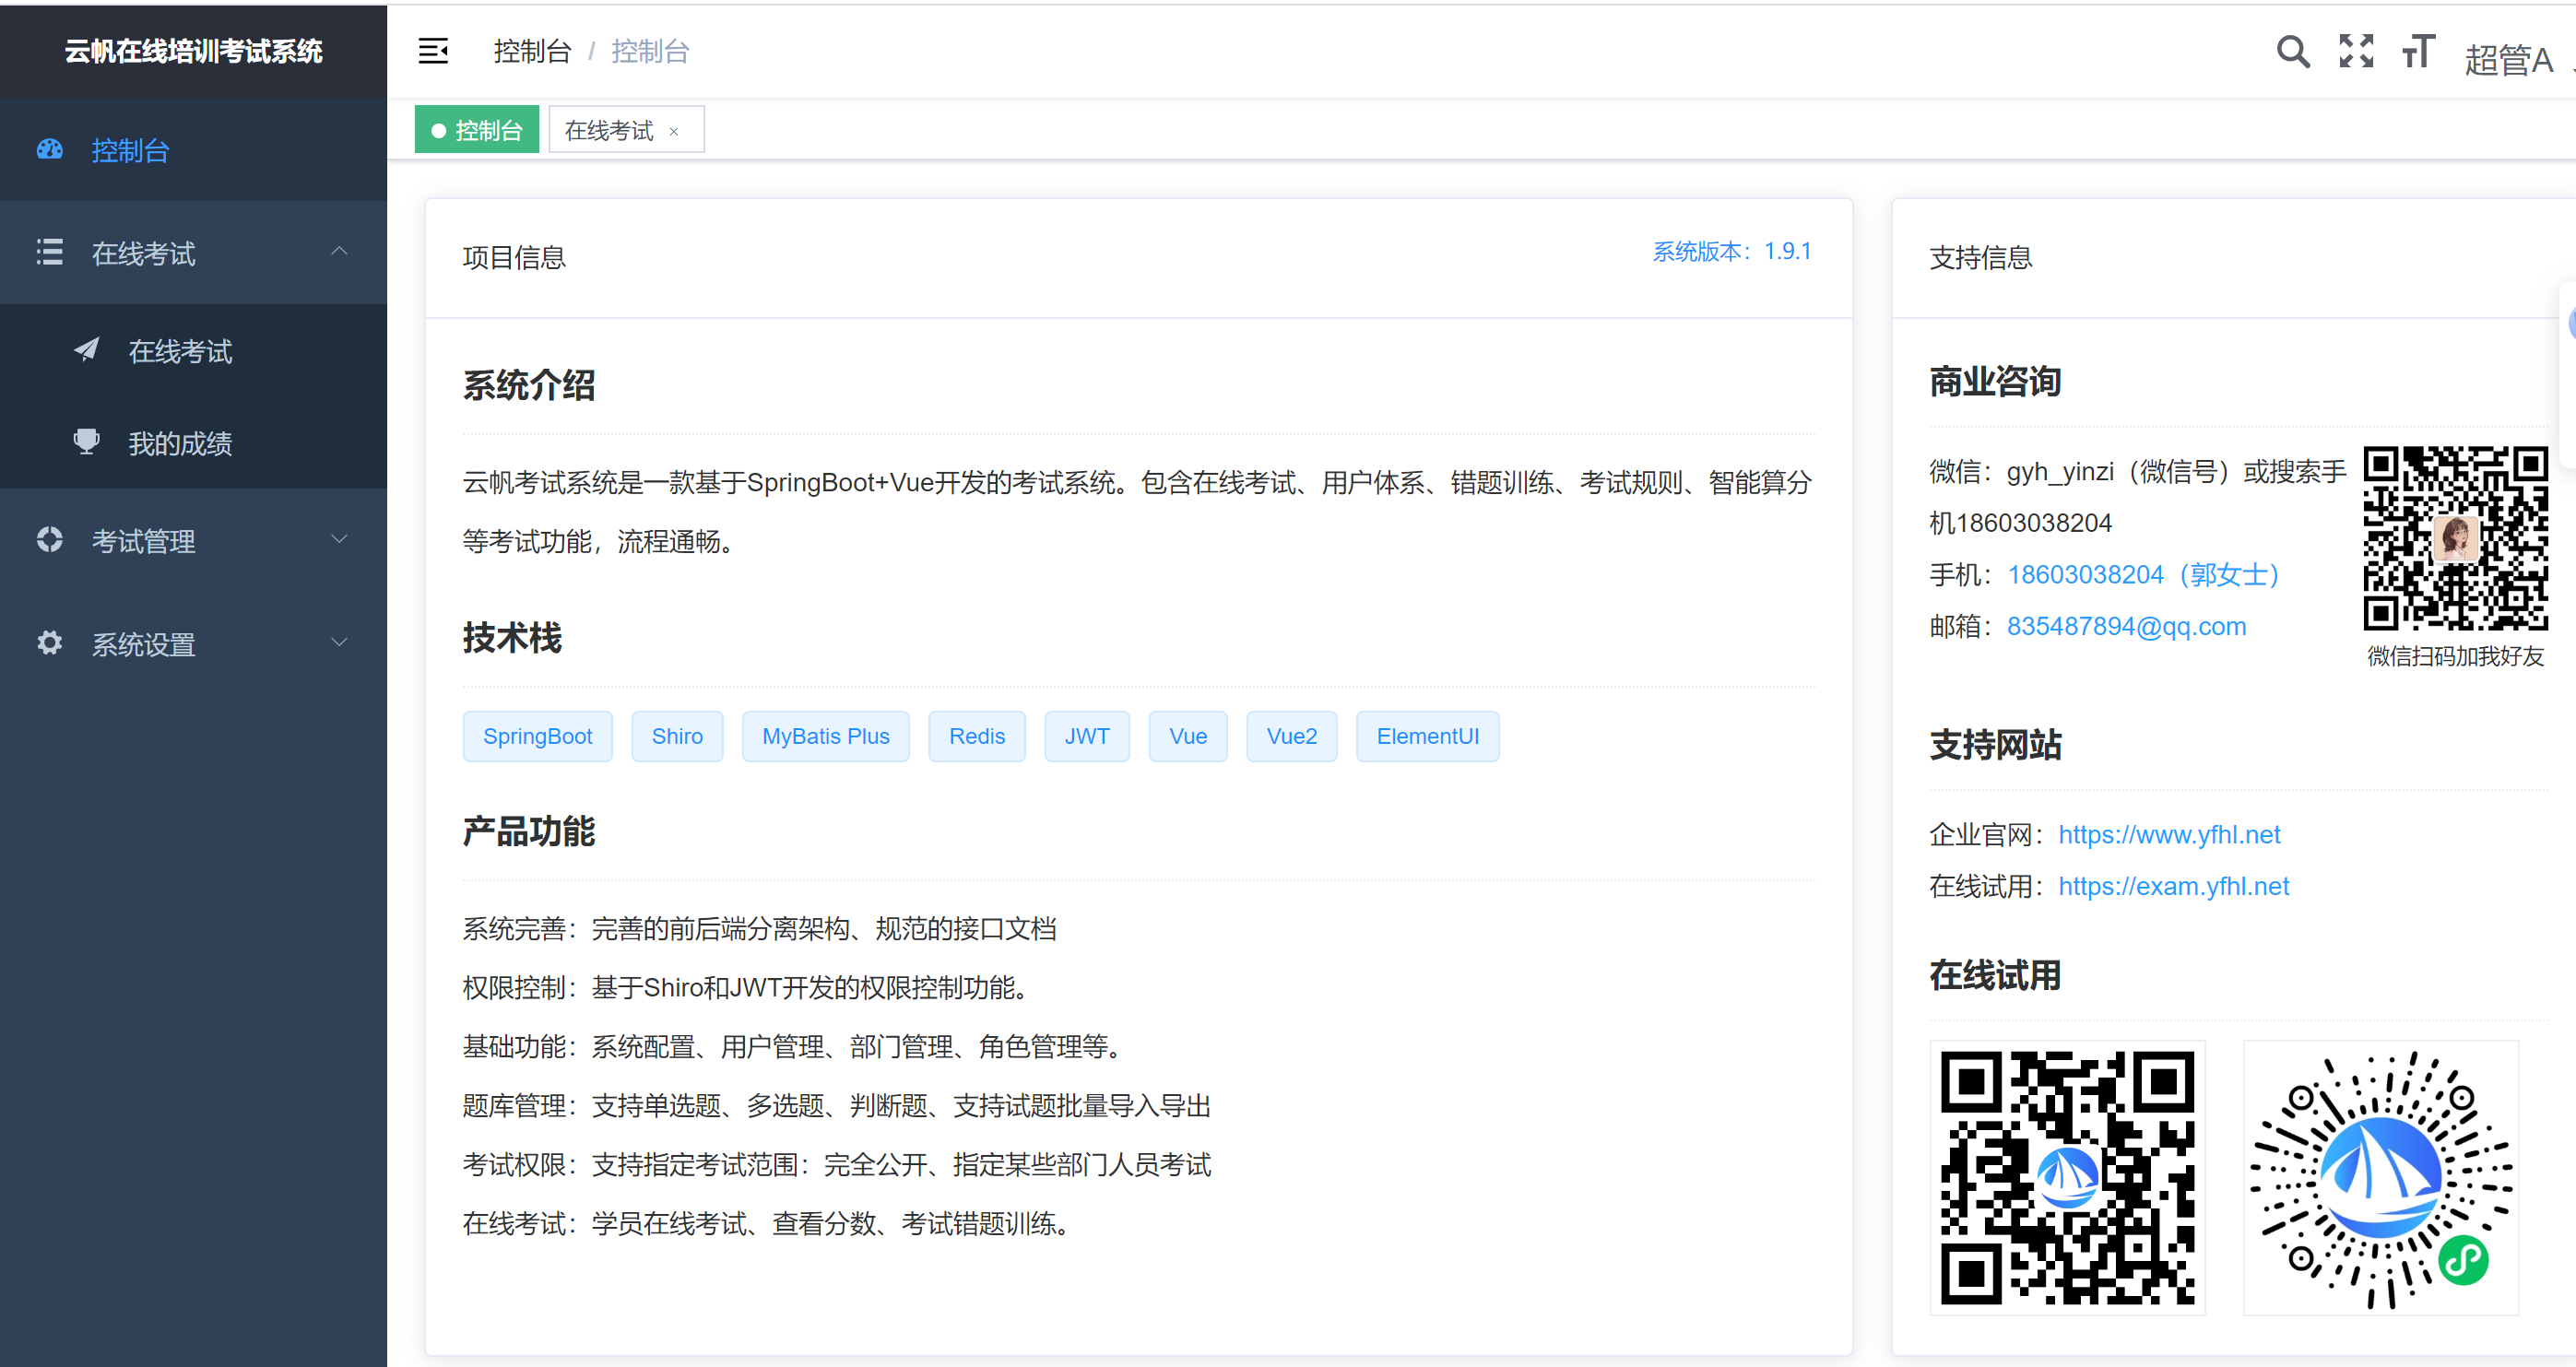 云帆在线培训考试系统
控制台 / 控制台
超管A
控制台
在线考试 ×
控制台
在线考试
在线考试
我的成绩
考试管理
系统设置
项目信息
系统版本：1.9.1
系统介绍
云帆考试系统是一款基于SpringBoot+Vue开发的考试系统。包含在线考试、用户体系、错题训练、考试规则、智能算分
等考试功能，流程通畅。
技术栈
SpringBoot Shiro MyBatis Plus Redis JWT Vue Vue2 ElementUI
产品功能
系统完善：完善的前后端分离架构、规范的接口文档
权限控制：基于Shiro和JWT开发的权限控制功能。
基础功能：系统配置、用户管理、部门管理、角色管理等。
题库管理：支持单选题、多选题、判断题、支持试题批量导入导出
考试权限：支持指定考试范围：完全公开、指定某些部门人员考试
在线考试：学员在线考试、查看分数、考试错题训练。
支持信息
商业咨询
微信：gyh_yinzi（微信号）或搜索手
机18603038204
手机：18603038204（郭女士）
邮箱：835487894@qq.com
微信扫码加我好友
支持网站
企业官网：https://www.yfhl.net
在线试用：https://exam.yfhl.net
在线试用